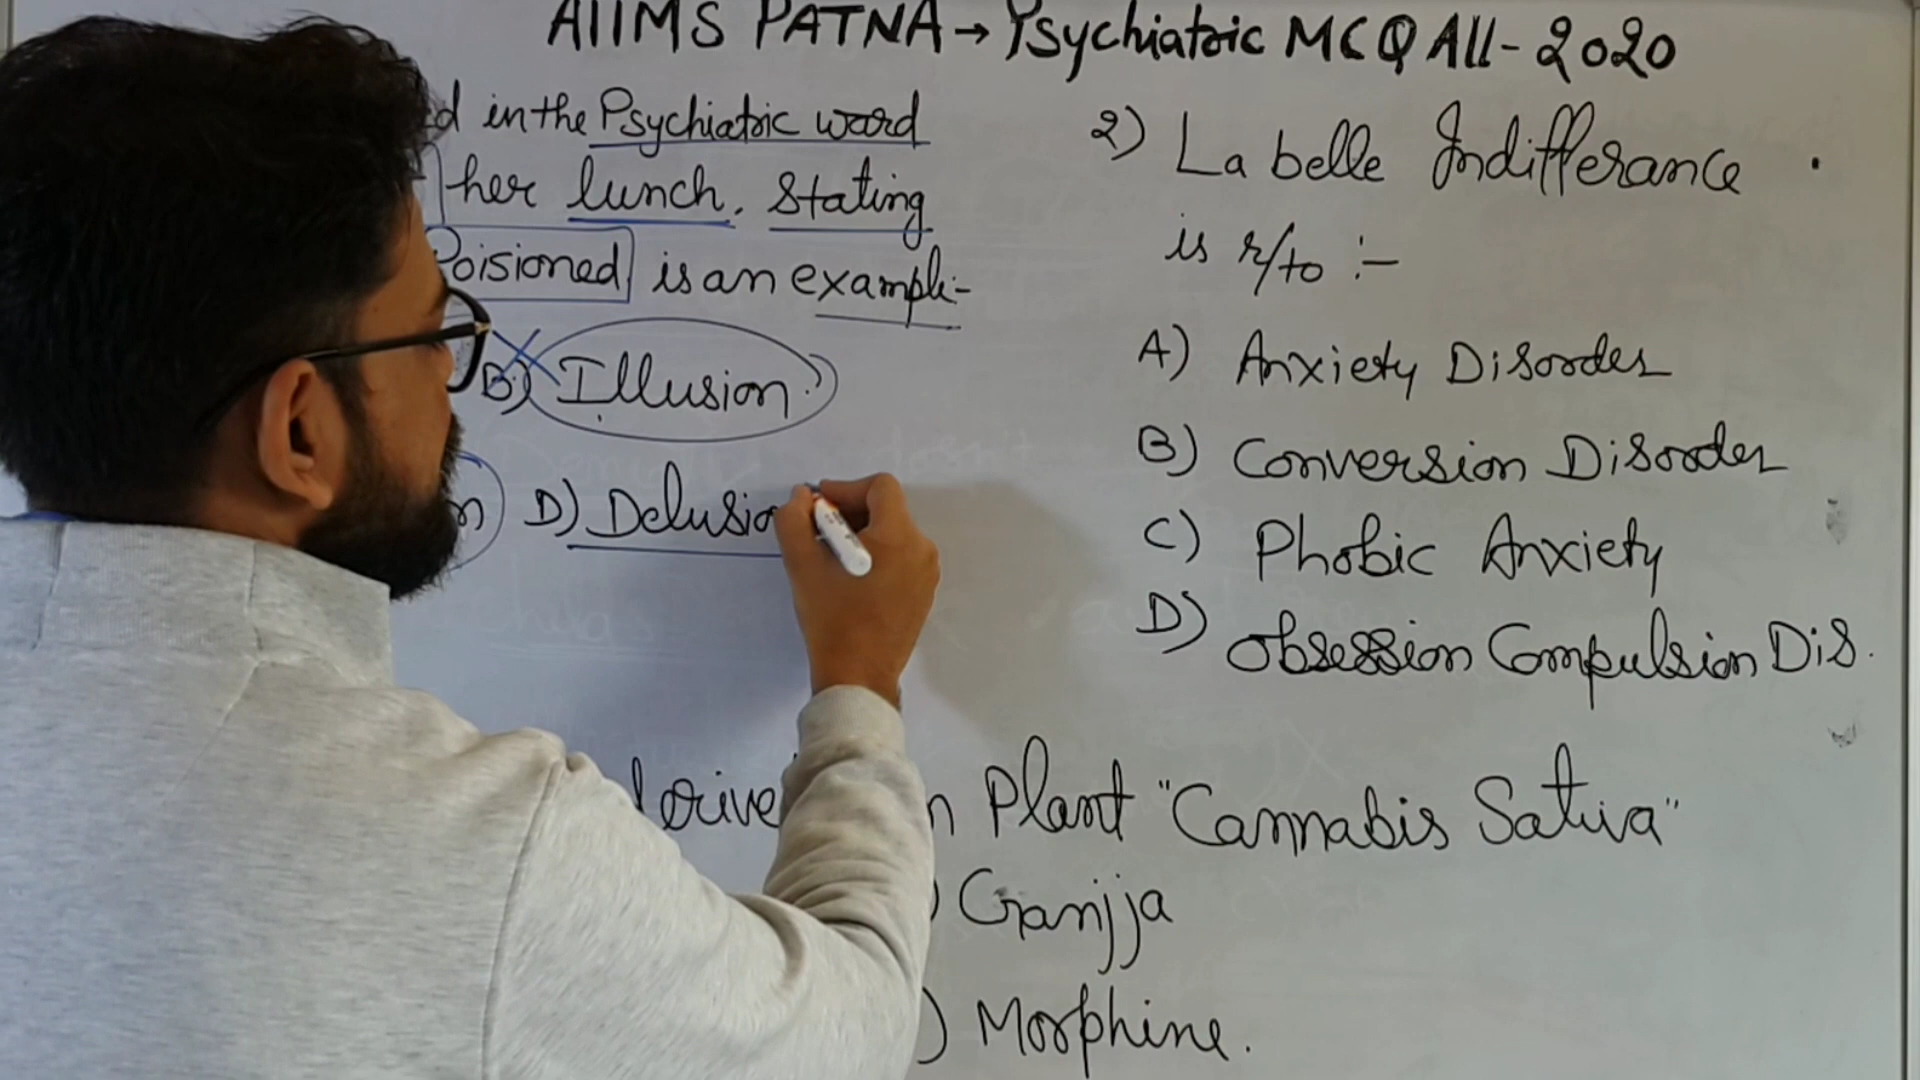 AIIMS PATNA → Psychiatric MCQ All - 2020
in the Psychiatric word
her lunch. Stating
Poisioned is an example:-
B) Illusion.
D) Delusio
2) La belle Indifferance
is r/to :-
A) Anxiety Disorder
B) Conversion Disorder
C) Phobic Anxiety
D) Obsession Compulsion Dis.
Plant "Cannabis Sativa"
Ganjja
Morphine.